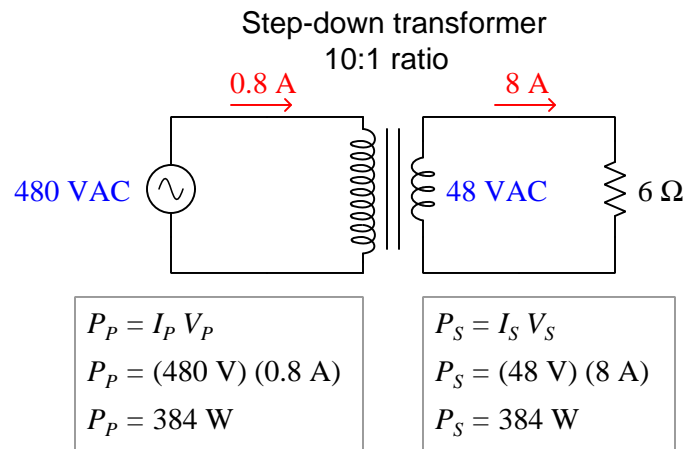 Step-down transformer
10:1 ratio
0.8 A
8 A
480 VAC
48 VAC
6 Ω
P_P = I_P V_P
P_P = (480 V) (0.8 A)
P_P = 384 W
P_S = I_S V_S
P_S = (48 V) (8 A)
P_S = 384 W